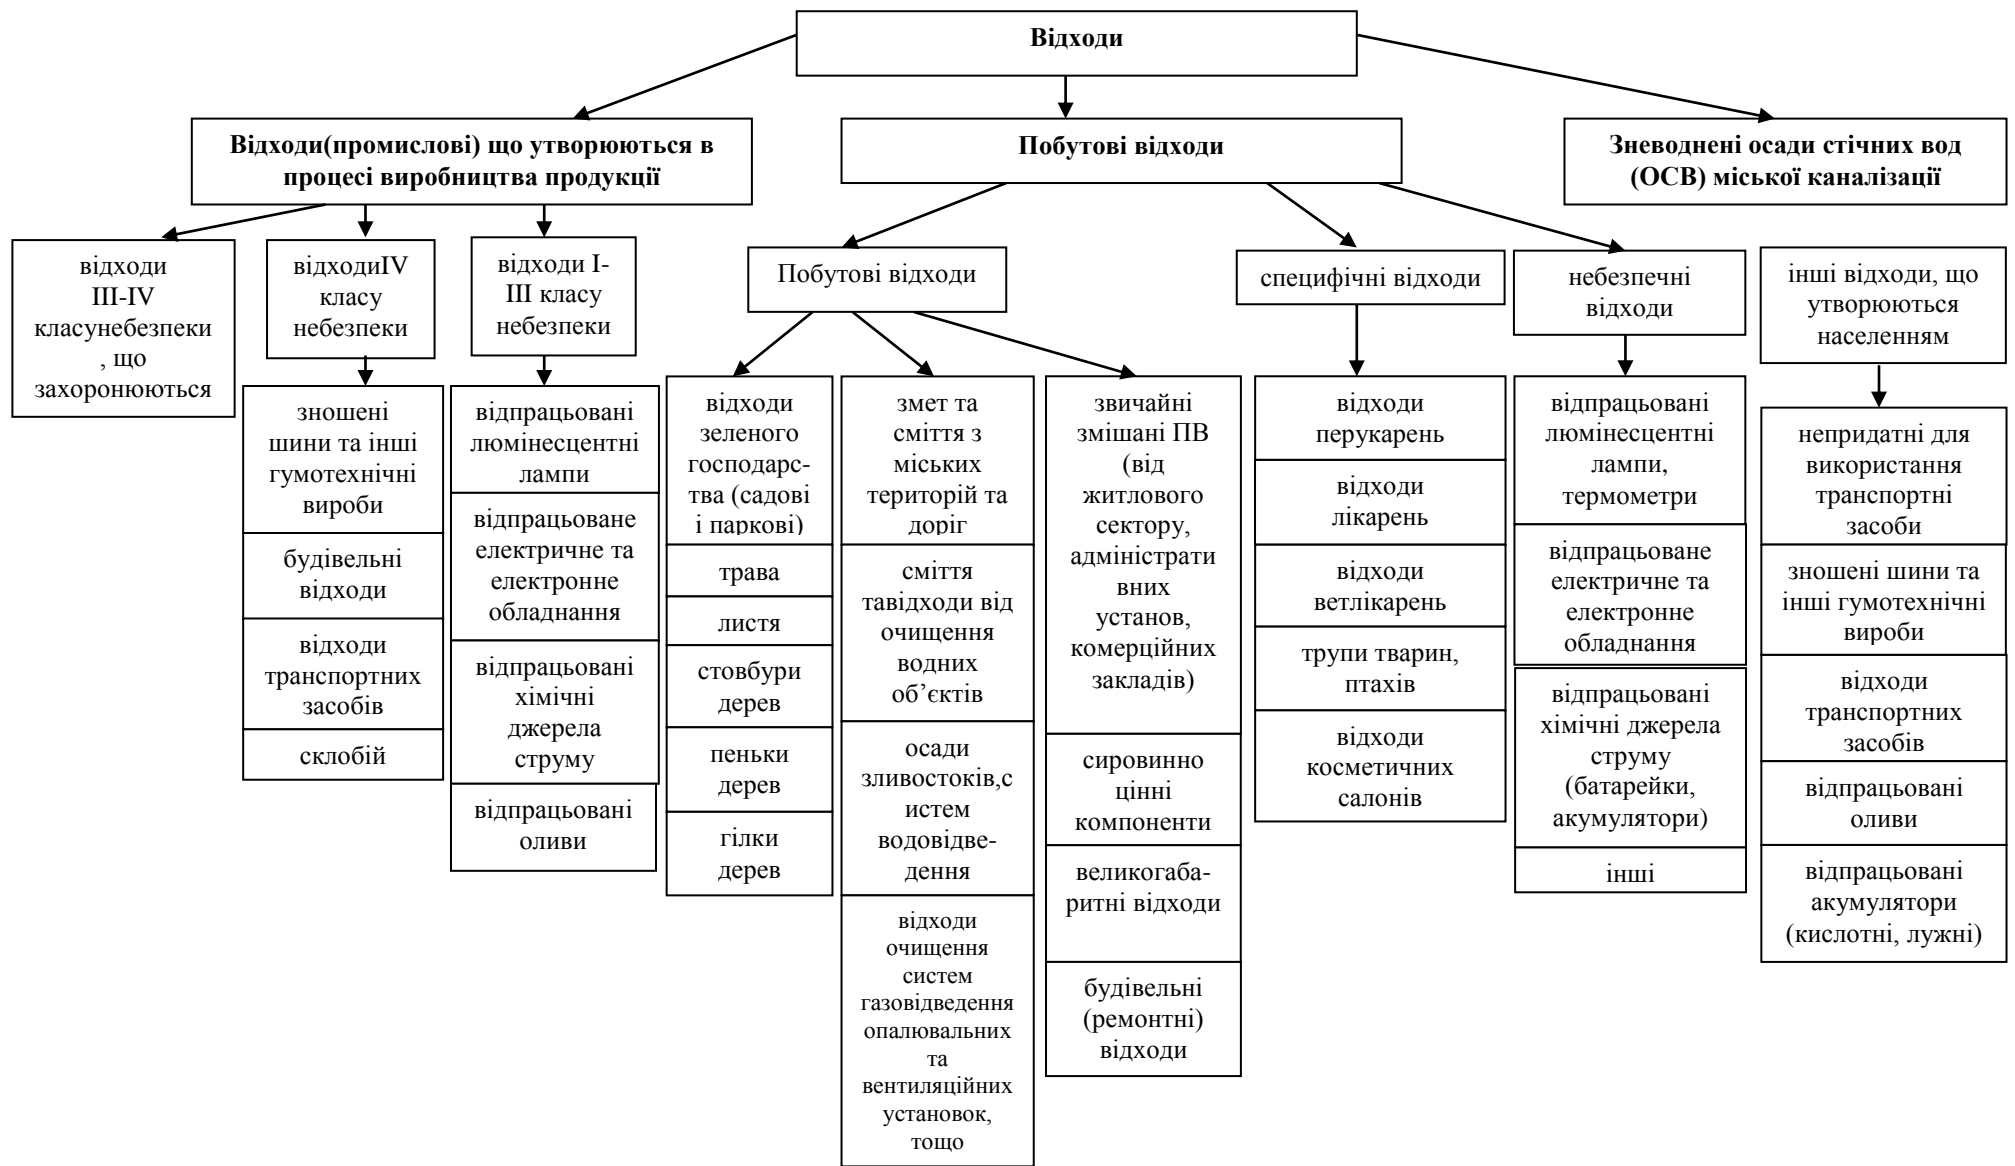 Відходи
Відходи(промислові) що утворюються в
процесі виробництва продукції
Побутові відходи
Зневоднені осади стічних вод
(ОСВ) міської каналізації
відходи
III-IV
класунебезпеки
, що
захоронюються
відходиIV
класу
небезпеки
відходи I-
III класу
небезпеки
Побутові відходи
специфічні відходи
небезпечні
відходи
інші відходи, що
утворюються
населенням
зношені
шини та інші
гумотехнічні
вироби
будівельні
відходи
відходи
транспортних
засобів
склобій
відпрацьовані
люмінесцентні
лампи
відпрацьоване
електричне та
електронне
обладнання
відпрацьовані
хімічні
джерела
струму
відпрацьовані
оливи
відходи
зеленого
господарс-
тва (садові
і паркові)
трава
листя
стовбури
дерев
пеньки
дерев
гілки
дерев
змет та
сміття з
міських
територій та
доріг
сміття
тавідходи від
очищення
водних
об’єктів
осади
зливостоків,с
истем
водовідве-
дення
відходи
очищення
систем
газовідведення
опалювальних
та
вентиляційних
установок,
тощо
звичайні
змішані ПВ
(від
житлового
сектору,
адміністрати
вних
установ,
комерційних
закладів)
сировинно
цінні
компоненти
великогаба-
ритні відходи
будівельні
(ремонтні)
відходи
відходи
перукарень
відходи
лікарень
відходи
ветлікарень
трупи тварин,
птахів
відходи
косметичних
салонів
відпрацьовані
люмінесцентні
лампи,
термометри
відпрацьоване
електричне та
електронне
обладнання
відпрацьовані
хімічні джерела
струму
(батарейки,
акумулятори)
інші
непридатні для
використання
транспортні
засоби
зношені шини та
інші гумотехнічні
вироби
відходи
транспортних
засобів
відпрацьовані
оливи
відпрацьовані
акумулятори
(кислотні, лужні)